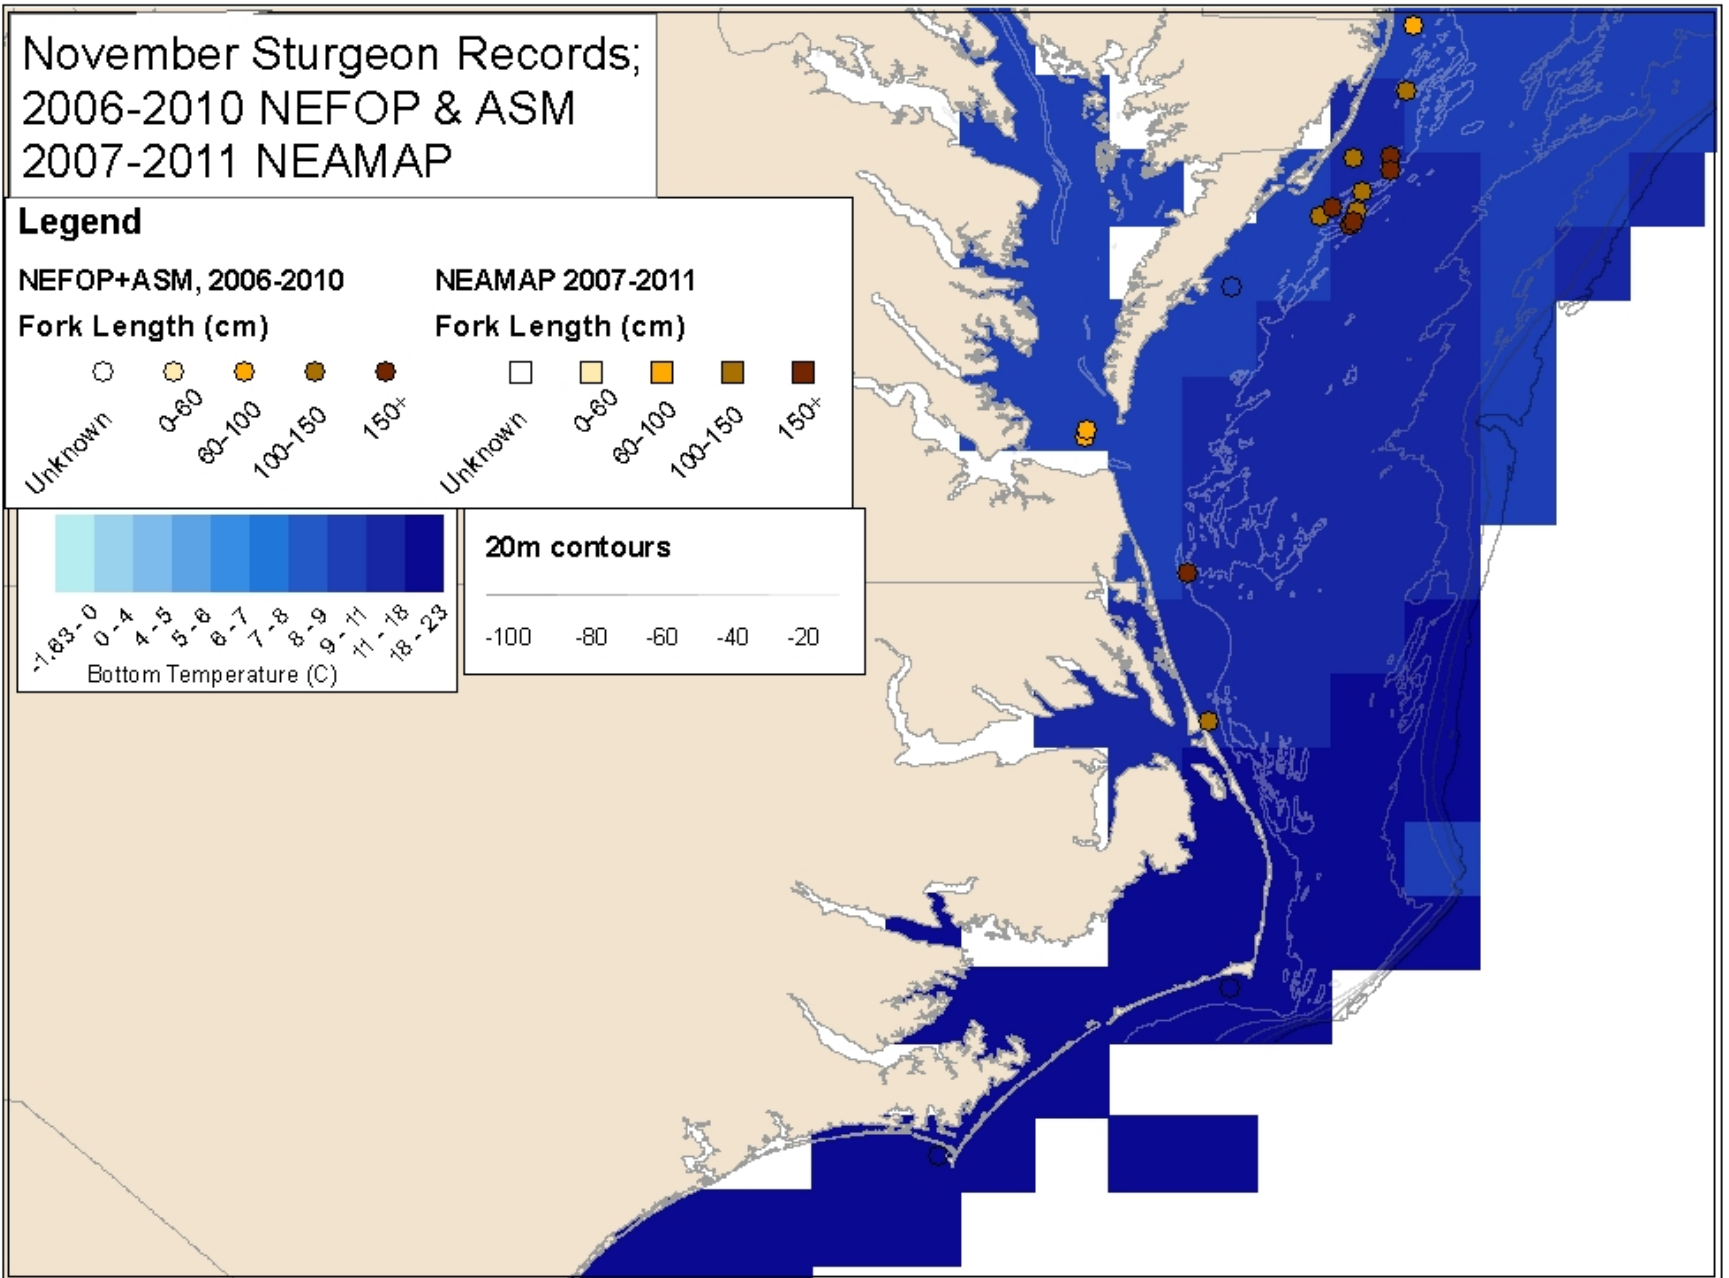 November Sturgeon Records;
2006-2010 NEFOP & ASM
2007-2011 NEAMAP
Legend
NEFOP+ASM, 2006-2010
Fork Length (cm)
Unknown
0-60
60-100
100-150
150+
NEAMAP 2007-2011
Fork Length (cm)
Unknown
0-60
60-100
100-150
150+
-1.63 - 0
0 - 4
4 - 5
5 - 6
6 - 7
7 - 8
8 - 9
9 - 11
11 - 18
18 - 23
Bottom Temperature (C)
20m contours
-100 -80 -60 -40 -20